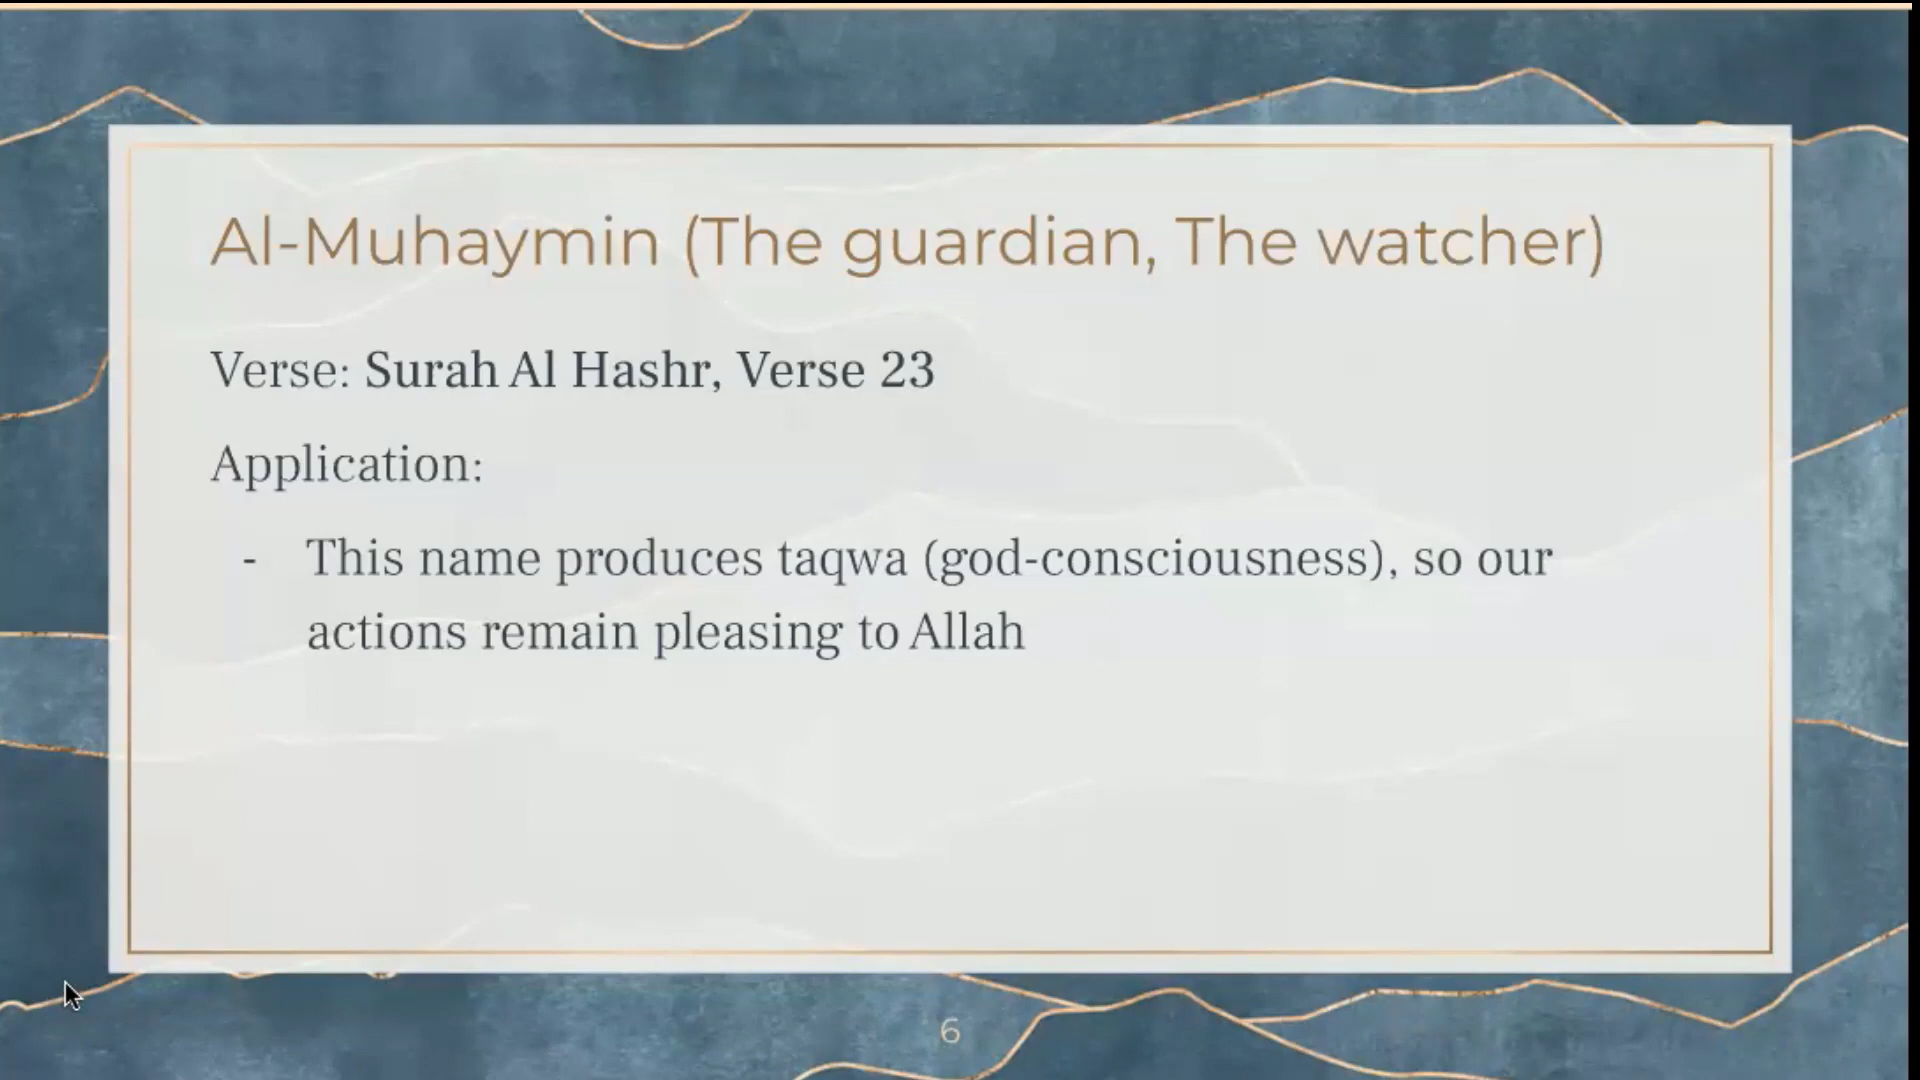 Al-Muhaymin (The guardian, The watcher)
Verse: Surah Al Hashr, Verse 23
Application:
- This name produces taqwa (god-consciousness), so our
actions remain pleasing to Allah
6